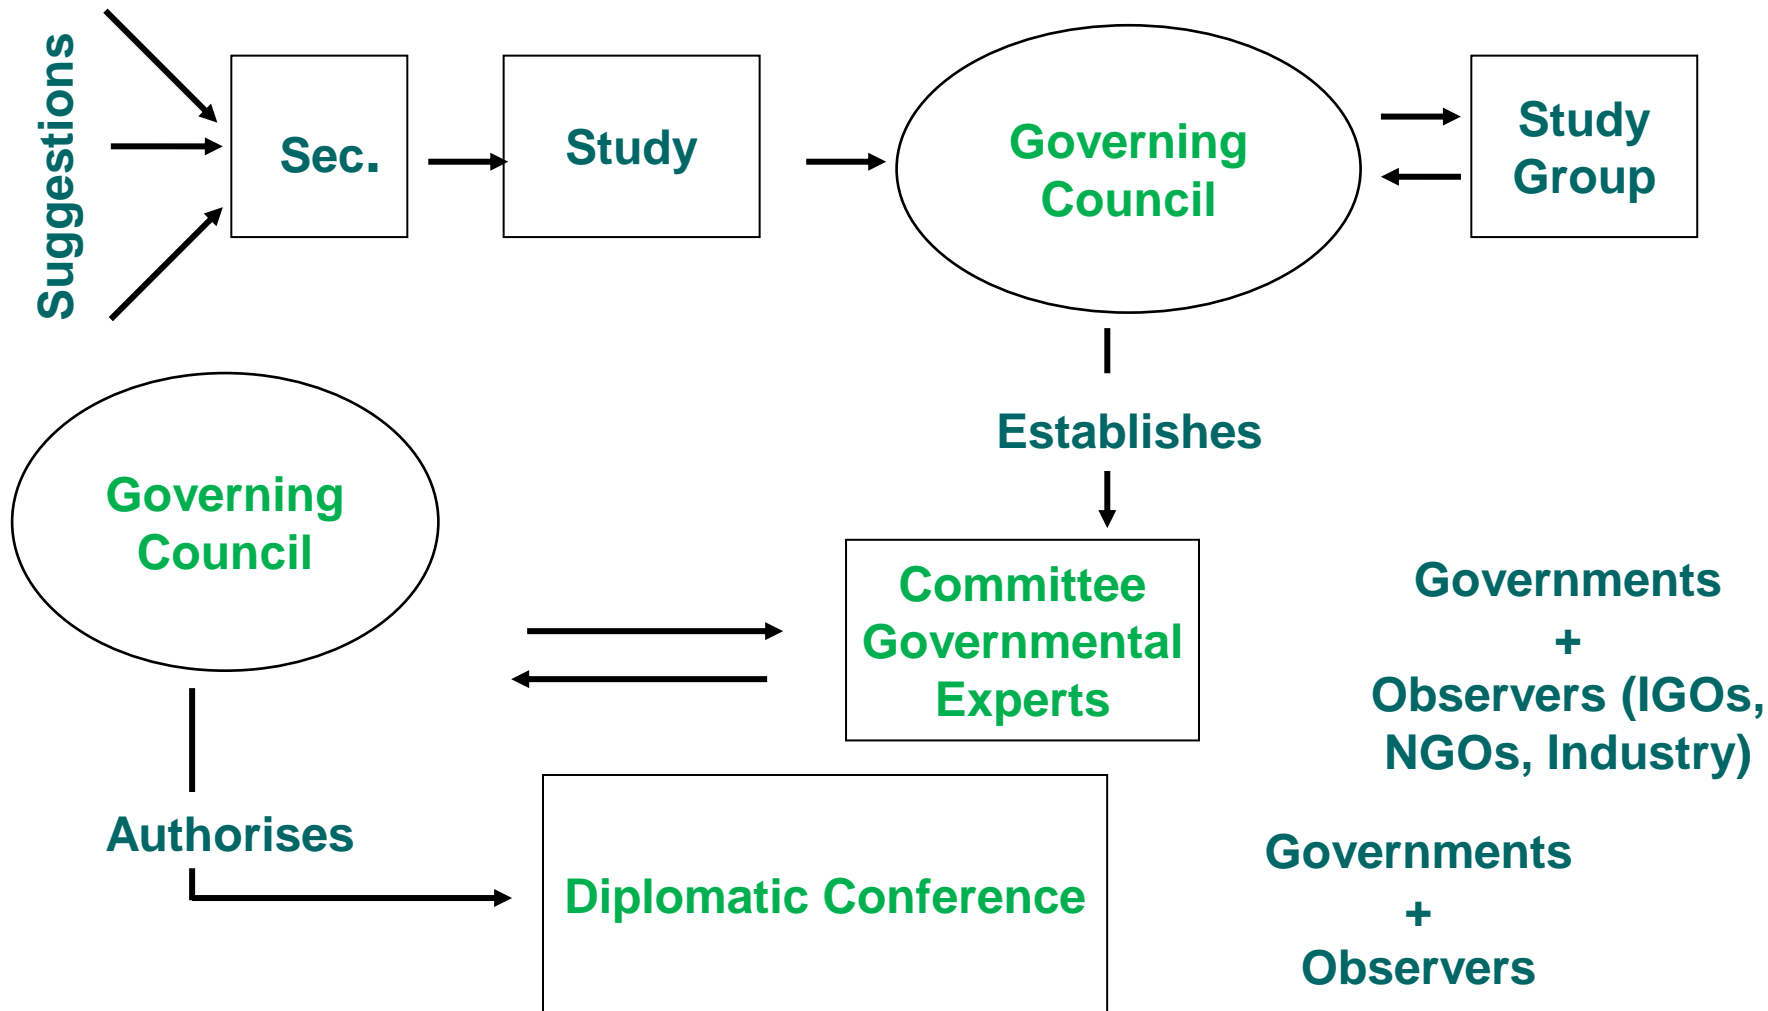 Suggestions
Sec.
Study
Governing
Council
Study
Group
Establishes
Governing
Council
Committee
Governmental
Experts
Governments
+
Observers (IGOs,
NGOs, Industry)
Authorises
Diplomatic Conference
Governments
+
Observers